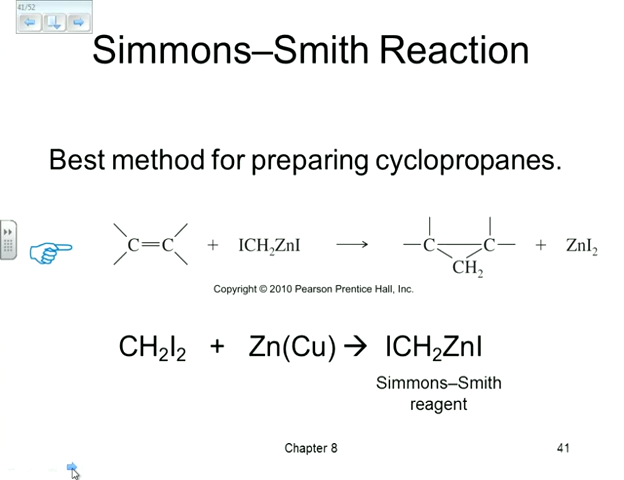 41/52
Simmons–Smith Reaction
Best method for preparing cyclopropanes.
C=C + ICH₂ZnI → C C + ZnI₂
CH₂
Copyright © 2010 Pearson Prentice Hall, Inc.
CH₂I₂ + Zn(Cu) → ICH₂ZnI
Simmons–Smith
reagent
Chapter 8 41